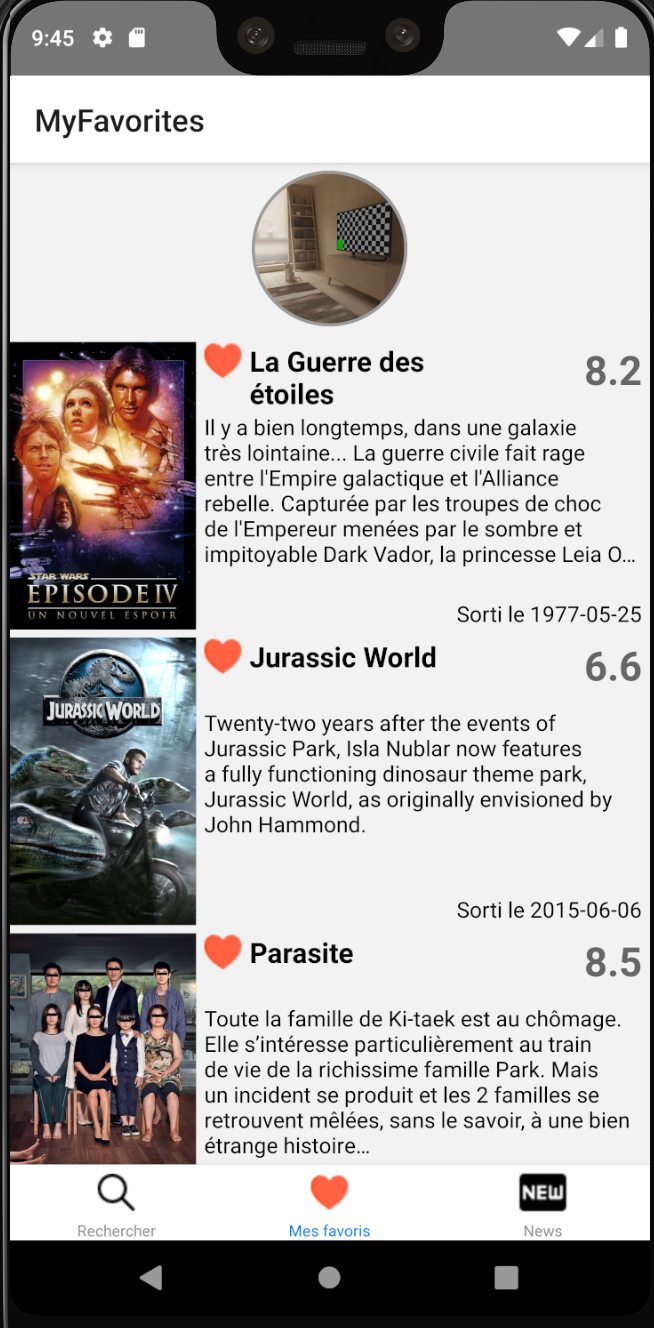 9:45
MyFavorites
La Guerre des
étoiles
8.2
Il y a bien longtemps, dans une galaxie
très lointaine... La guerre civile fait rage
entre l'Empire galactique et l'Alliance
rebelle. Capturée par les troupes de choc
de l'Empereur menées par le sombre et
impitoyable Dark Vador, la princesse Leia O...
Sorti le 1977-05-25
STAR WARS
EPISODE IV
UN NOUVEL ESPOIR
Jurassic World
6.6
Twenty-two years after the events of
Jurassic Park, Isla Nublar now features
a fully functioning dinosaur theme park,
Jurassic World, as originally envisioned by
John Hammond.
Sorti le 2015-06-06
JURASSIC WORLD
Parasite
8.5
Toute la famille de Ki-taek est au chômage.
Elle s’intéresse particulièrement au train
de vie de la richissime famille Park. Mais
un incident se produit et les 2 familles se
retrouvent mêlées, sans le savoir, à une bien
étrange histoire…
Rechercher
Mes favoris
NEW
News